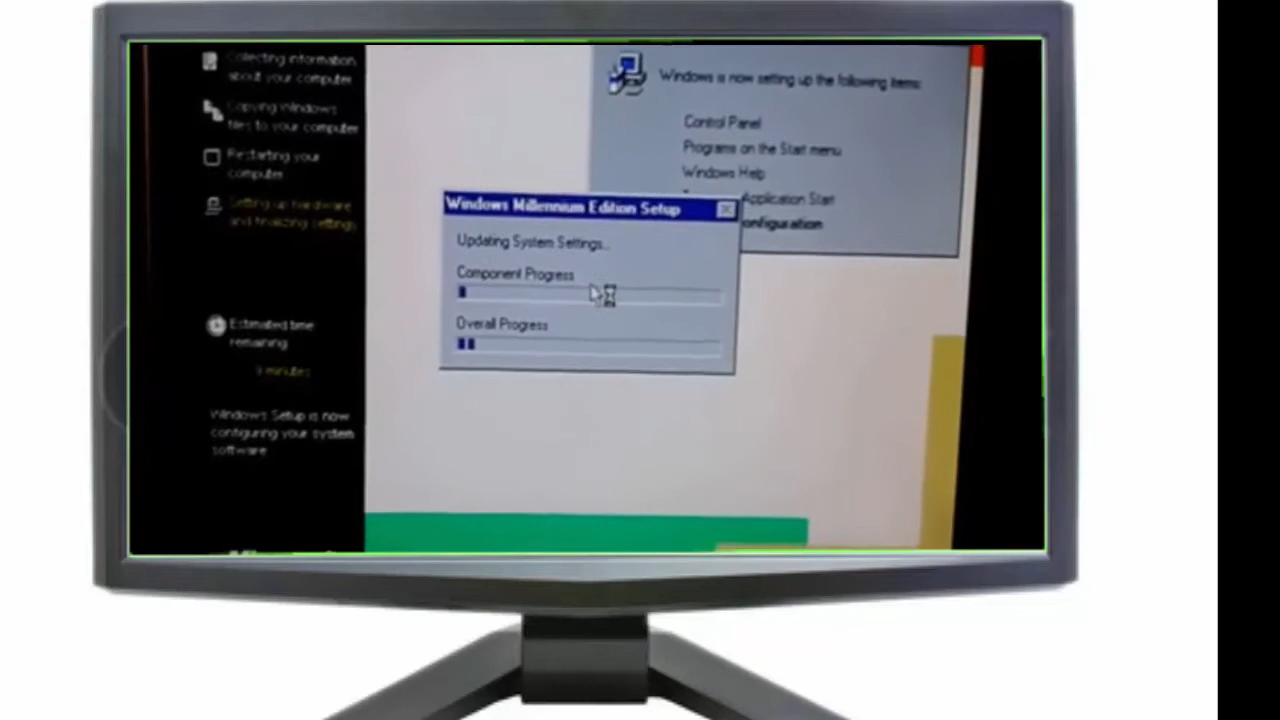 Collecting information
about your computer
Copying Windows
files to your computer
Restarting your
computer
Setting up hardware
and finalizing settings
Estimated time
remaining:
9 minutes
Windows Setup is now
configuring your system
software
Windows is now setting up the following items:
Control Panel
Programs on the Start menu
Windows Help
Application Start
onfiguration
Windows Millennium Edition Setup
Updating System Settings...
Component Progress
Overall Progress